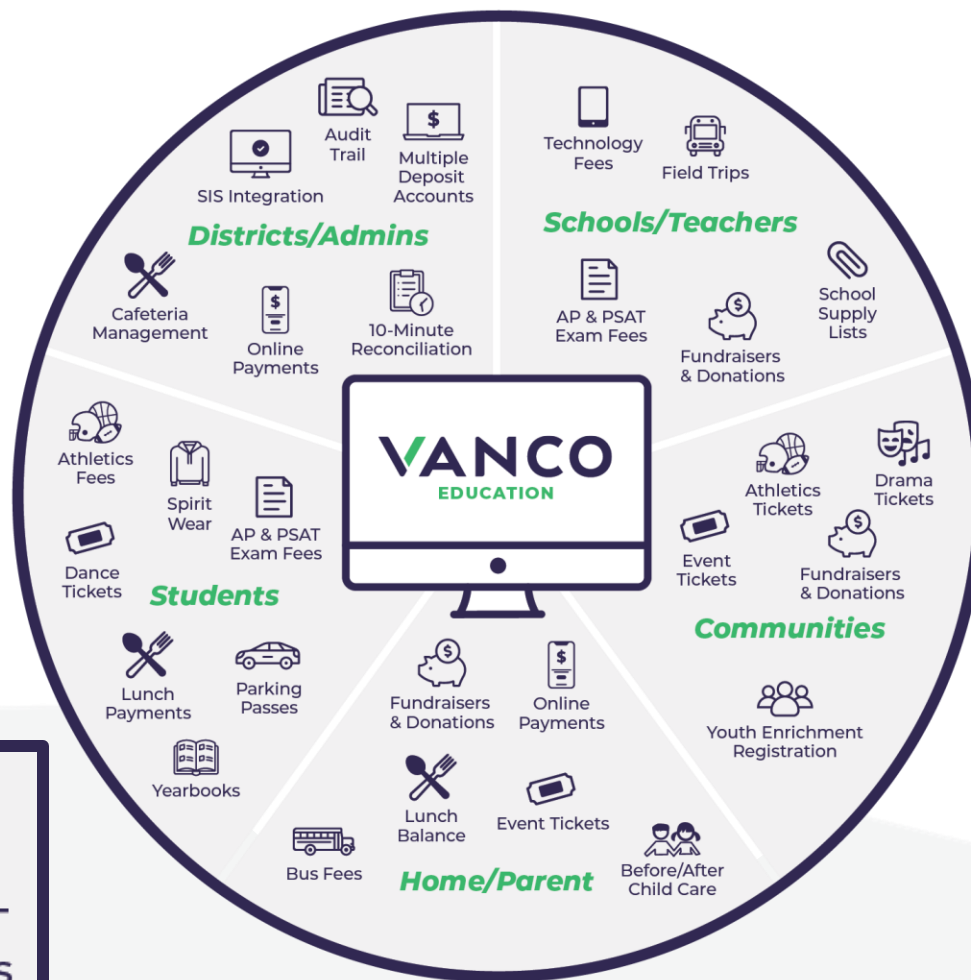 Audit
Trail
SIS Integration
$
Multiple
Deposit
Accounts
Districts/Admins
Cafeteria
Management
$
Online
Payments
10-Minute
Reconciliation
Technology
Fees
Field Trips
Schools/Teachers
AP & PSAT
Exam Fees
$
Fundraisers
& Donations
School
Supply
Lists
VANCO
EDUCATION
Athletics
Fees
Spirit
Wear
AP & PSAT
Exam Fees
Dance
Tickets
Students
Lunch
Payments
Parking
Passes
Yearbooks
Athletics
Tickets
Drama
Tickets
Event
Tickets
$
Fundraisers
& Donations
Communities
Youth Enrichment
Registration
$
Fundraisers
& Donations
$
Online
Payments
Lunch
Balance
Event Tickets
Bus Fees
Home/Parent
Before/After
Child Care